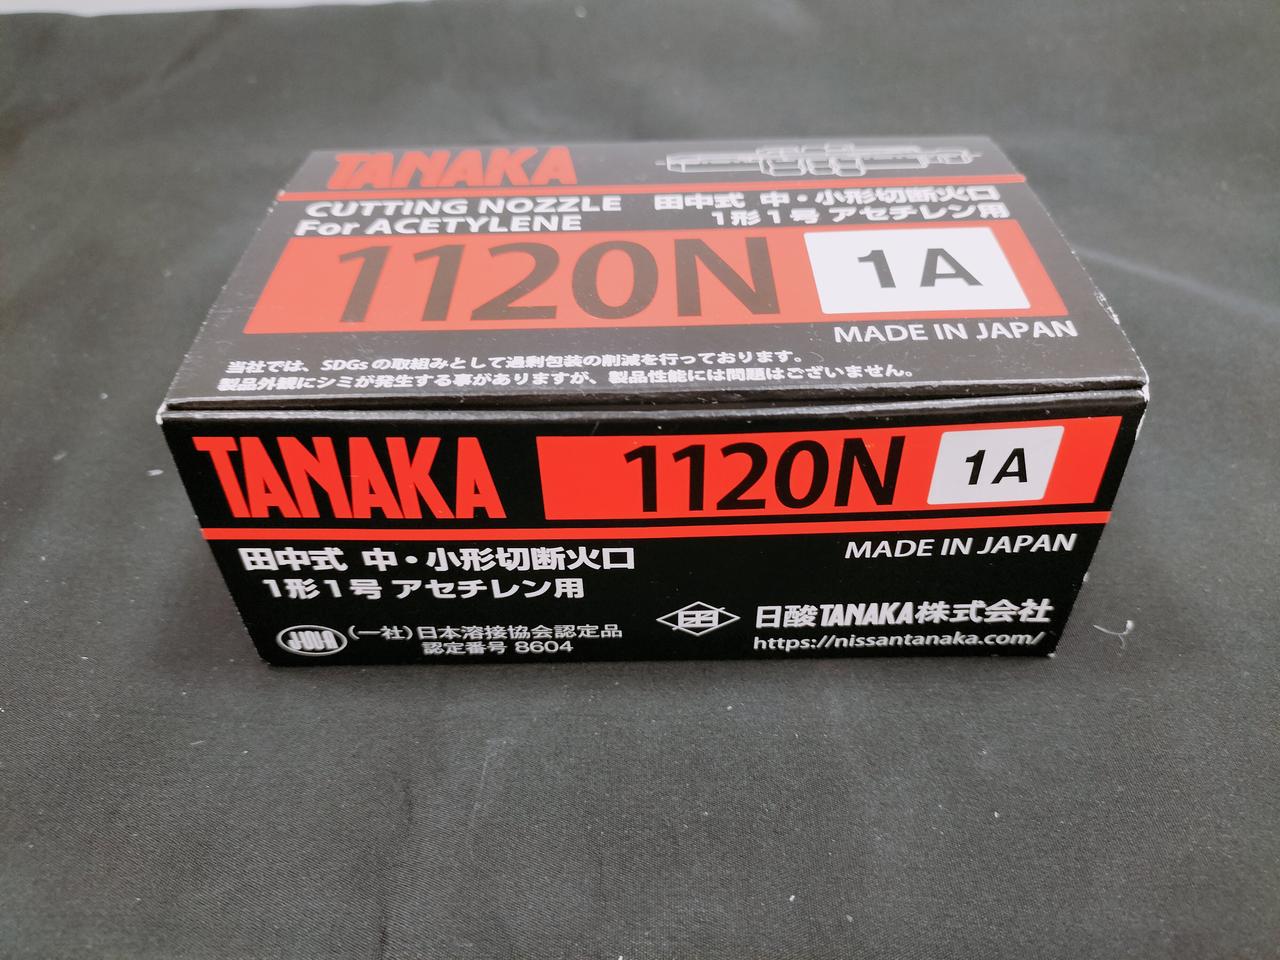 TANAKA
CUTTING NOZZLE
For ACETYLENE
田中式 中・小形切断火口
1形1号 アセチレン用
1120N
1A
MADE IN JAPAN
当社では、SDGsの取組みとして過剰包装の削減を行っております。
製品外観にシミが発生する事がありますが、製品性能には問題はございません。
TANAKA
1120N
1A
MADE IN JAPAN
田中式 中・小形切断火口
1形1号 アセチレン用
(一社)日本溶接協会認定品
認定番号 8604
日酸TANAKA株式会社
https://nissantanaka.com/